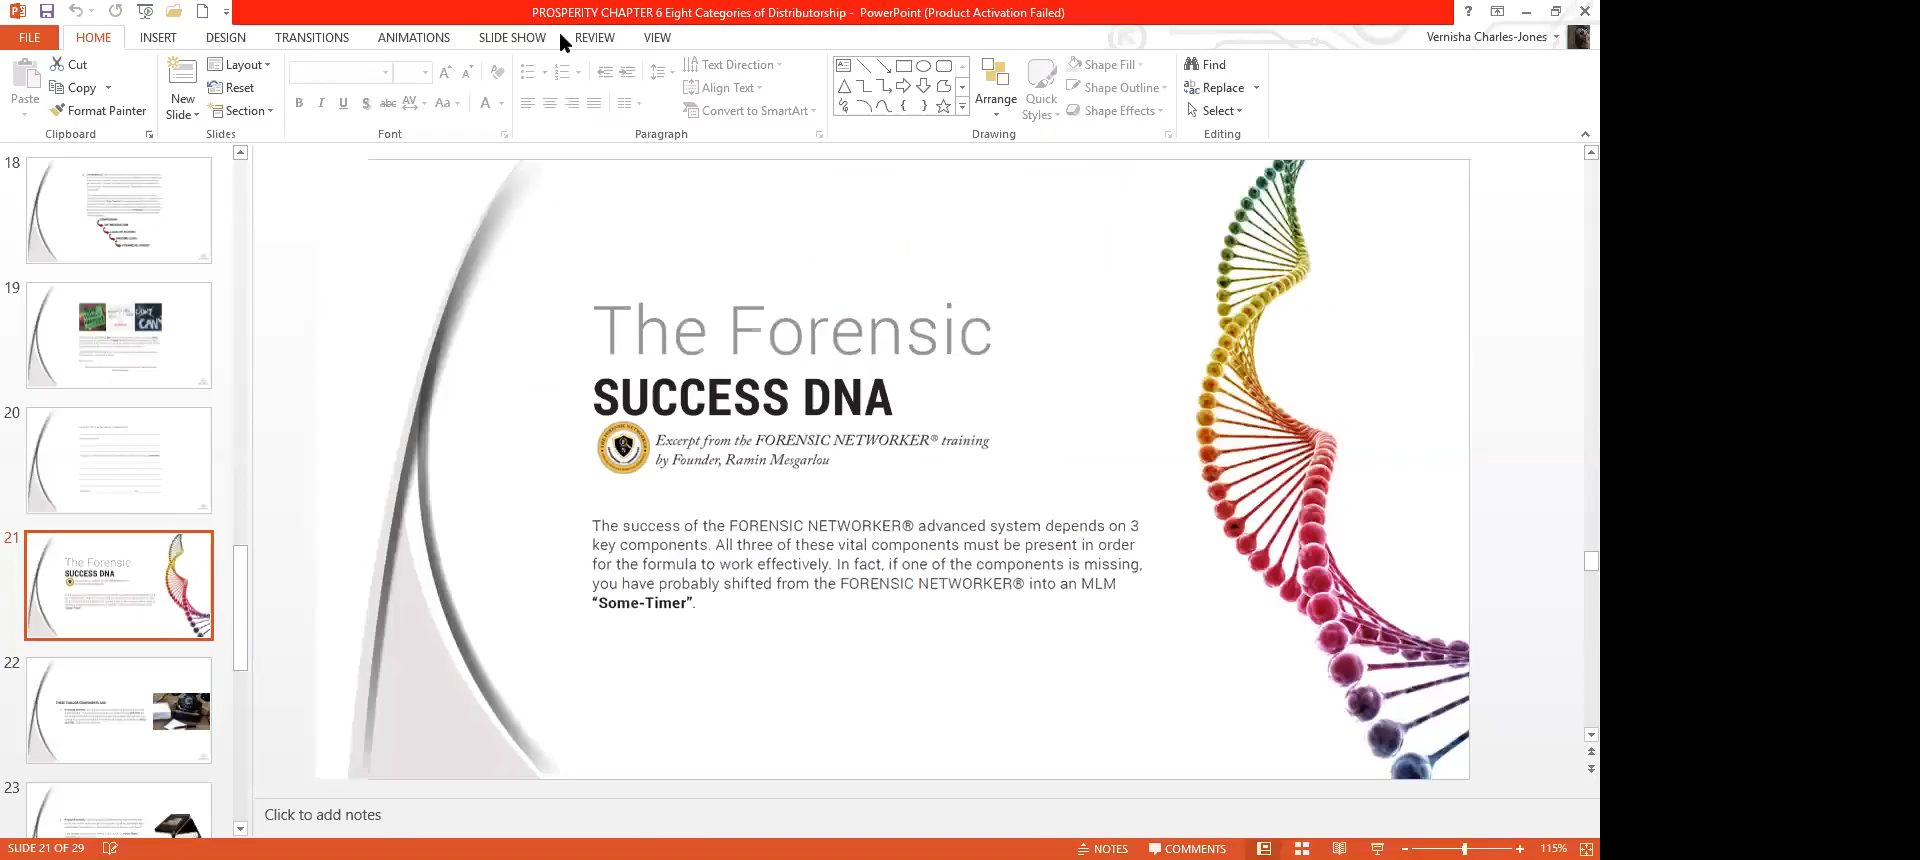 PROSPERITY CHAPTER 6 Eight Categories of Distributorship - PowerPoint (Product Activation Failed)
FILE HOME INSERT DESIGN TRANSITIONS ANIMATIONS SLIDE SHOW REVIEW VIEW
Vernisha Charles-Jones
Paste
Cut
Copy
Format Painter
Clipboard
New
Slide
Layout
Reset
Section
Slides
Font
Text Direction
Align Text
Convert to SmartArt
Paragraph
Arrange
Quick
Styles
Shape Fill
Shape Outline
Shape Effects
Drawing
Find
Replace
Select
Editing
18
19
20
21
The Forensic
SUCCESS DNA
22
23
The Forensic
SUCCESS DNA
Excerpt from the FORENSIC NETWORKER® training
by Founder, Ramin Mesgarlou
The success of the FORENSIC NETWORKER® advanced system depends on 3
key components. All three of these vital components must be present in order
for the formula to work effectively. In fact, if one of the components is missing,
you have probably shifted from the FORENSIC NETWORKER® into an MLM
“Some-Timer”.
Click to add notes
SLIDE 21 OF 29
NOTES COMMENTS 115%